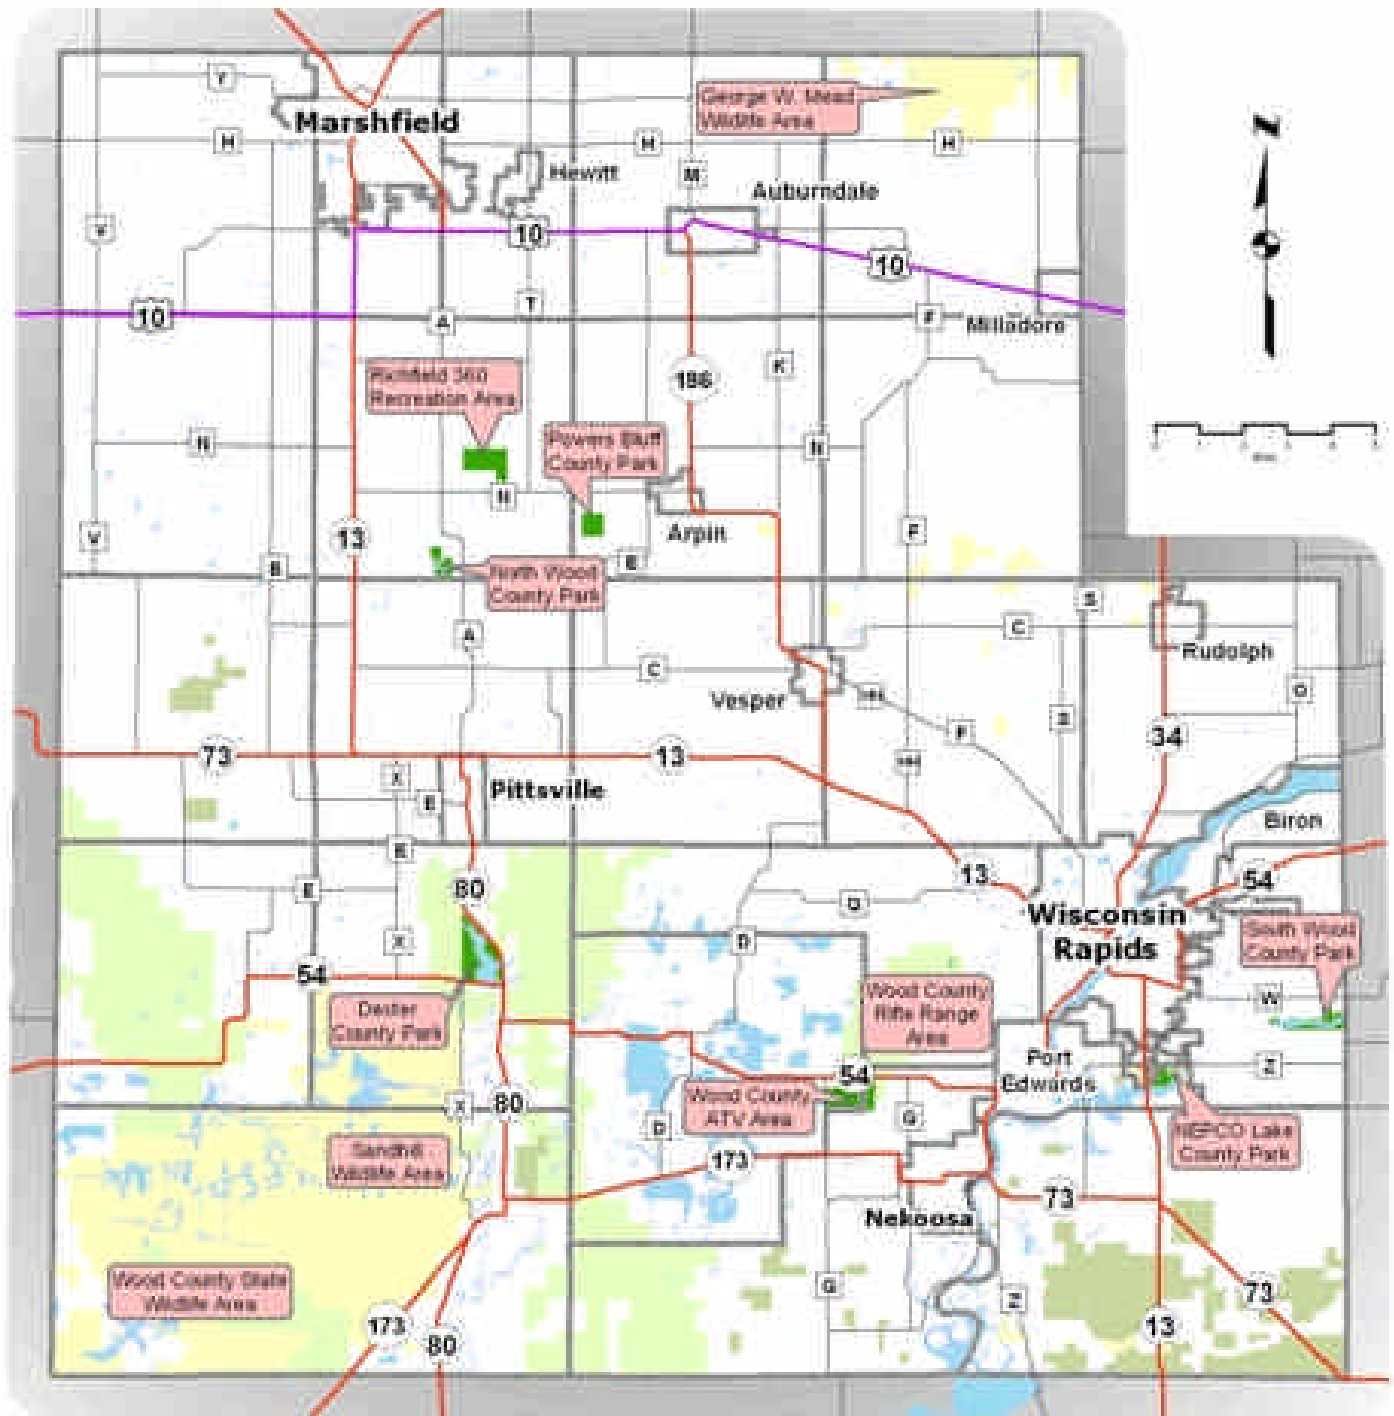 Y
George W. Mead
Wildlife Area
N
Marshfield
H
H
H
Hewitt
M
Auburndale
V
10
10
T
10
A
F
Milladore
Richfield 360
Recreation Area
K
186
Powers Bluff
County Park
N
N
N
V
13
Arpin
F
B
E
North Wood
County Park
S
A
C
Rudolph
C
Vesper
O
F
S
34
73
13
X
Pittsville
E
Biron
E
13
54
80
E
D
Wisconsin
Rapids
X
D
South Wood
County Park
54
Dexter
County Park
Wood County
Rifle Range
Area
W
Port
Edwards
Z
54
Wood County
ATV Area
X
80
G
D
NEPCO Lake
County Park
Sandhill
Wildlife Area
173
73
Nekoosa
Wood County State
Wildlife Area
G
Z
73
173
80
13